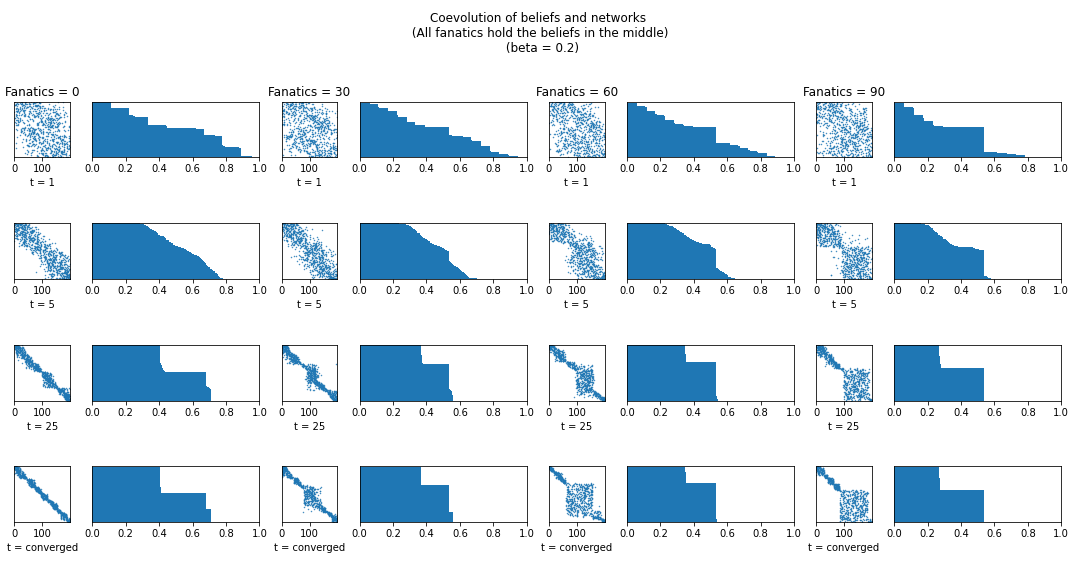 Coevolution of beliefs and networks
(All fanatics hold the beliefs in the middle)
(beta = 0.2)
Fanatics = 0
Fanatics = 30
Fanatics = 60
Fanatics = 90
0 100 0.0 0.2 0.4 0.6 0.8 1.0 0 100 0.0 0.2 0.4 0.6 0.8 1.0 0 100 0.0 0.2 0.4 0.6 0.8 1.0 0 100 0.0 0.2 0.4 0.6 0.8 1.0
t = 1 t = 1 t = 1 t = 1
0 100 0.0 0.2 0.4 0.6 0.8 1.0 0 100 0.0 0.2 0.4 0.6 0.8 1.0 0 100 0.0 0.2 0.4 0.6 0.8 1.0 0 100 0.0 0.2 0.4 0.6 0.8 1.0
t = 5 t = 5 t = 5 t = 5
0 100 0.0 0.2 0.4 0.6 0.8 1.0 0 100 0.0 0.2 0.4 0.6 0.8 1.0 0 100 0.0 0.2 0.4 0.6 0.8 1.0 0 100 0.0 0.2 0.4 0.6 0.8 1.0
t = 25 t = 25 t = 25 t = 25
0 100 0.0 0.2 0.4 0.6 0.8 1.0 0 100 0.0 0.2 0.4 0.6 0.8 1.0 0 100 0.0 0.2 0.4 0.6 0.8 1.0 0 100 0.0 0.2 0.4 0.6 0.8 1.0
t = converged t = converged t = converged t = converged